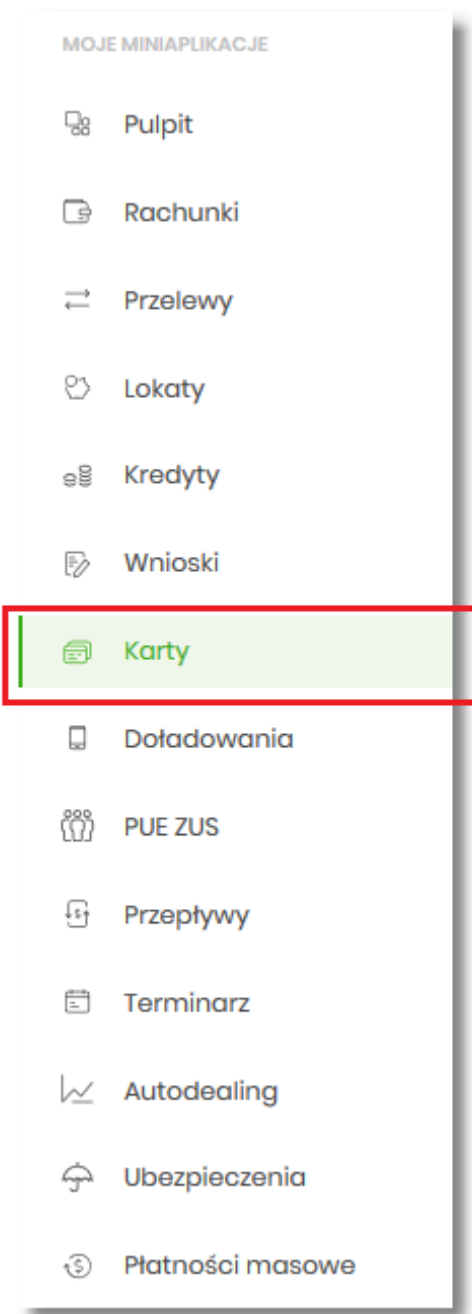 MOJE MINIAPLIKACJE
Pulpit
Rachunki
Przelewy
Lokaty
Kredyty
Wnioski
Karty
Doładowania
PUE ZUS
Przepływy
Terminarz
Autodealing
Ubezpieczenia
Płatności masowe